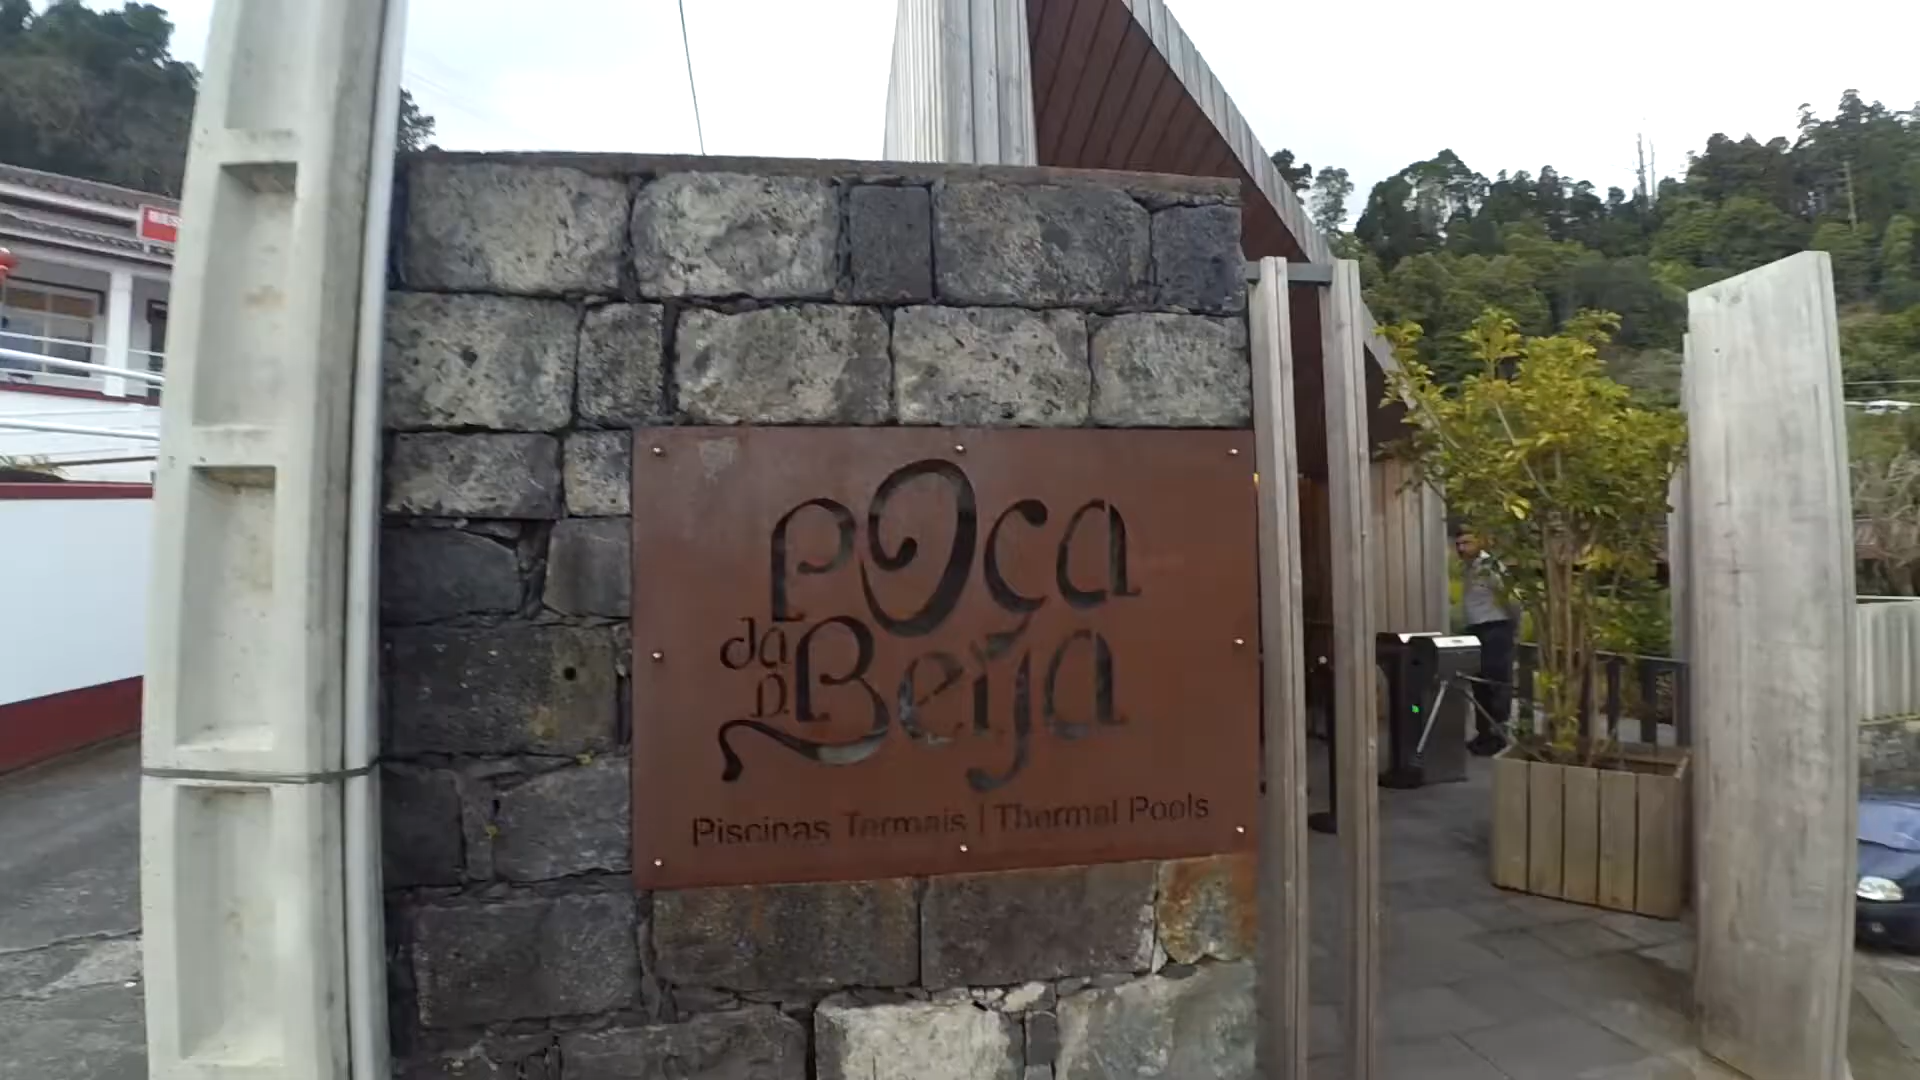 Poça
da D. Beija
Piscinas Termais | Thermal Pools